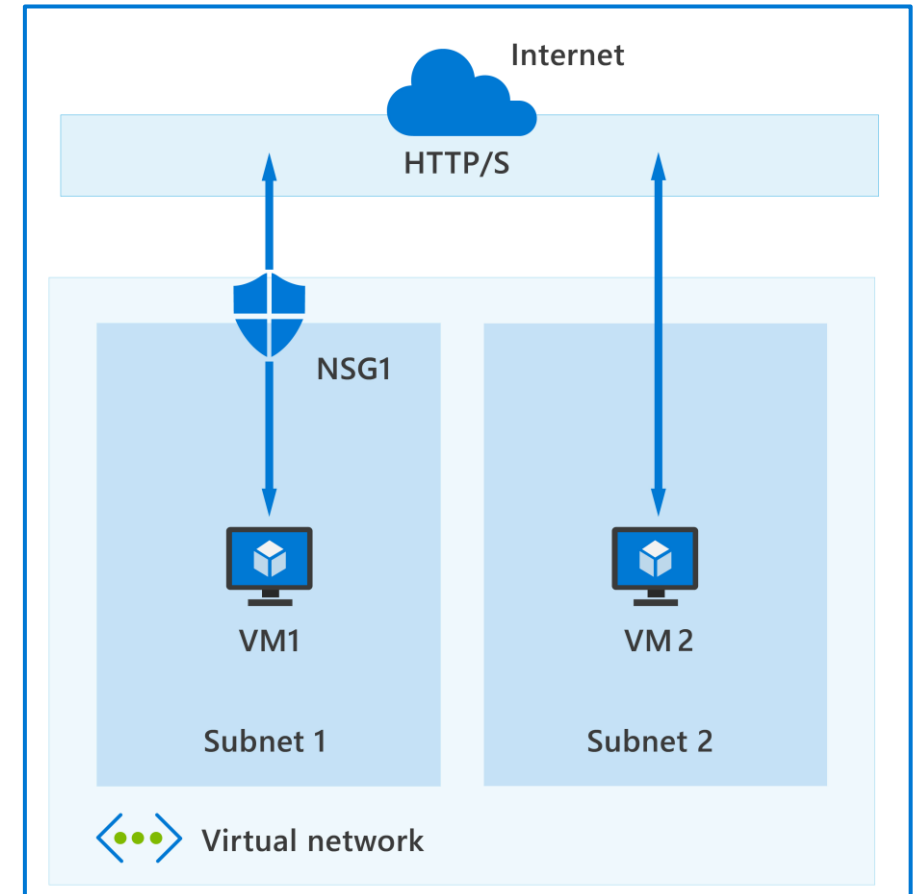 Internet
HTTP/S
NSG1
VM1
VM 2
Subnet 1
Subnet 2
Virtual network